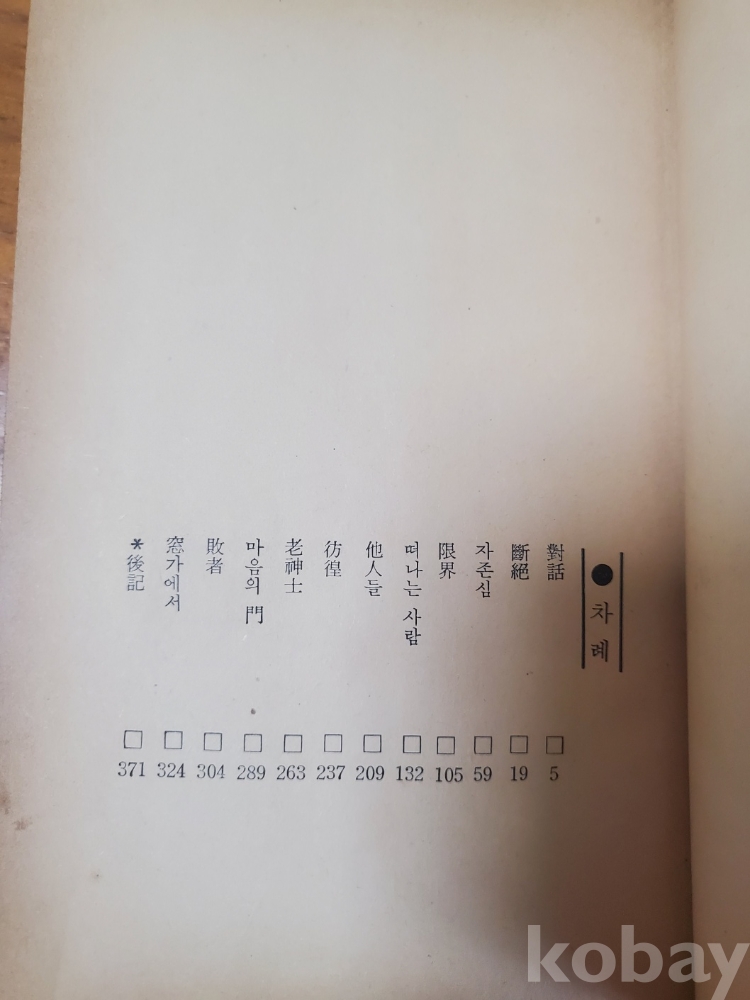 ● 차례
對話 □ 5
斷絕 □ 19
자존심 □ 59
限界 □ 105
떠나는 사람 □ 132
他人들 □ 209
彷徨 □ 237
老神士 □ 263
마음의 門 □ 289
敗者 □ 304
窓가에서 □ 324
*後記 □ 371
kobay